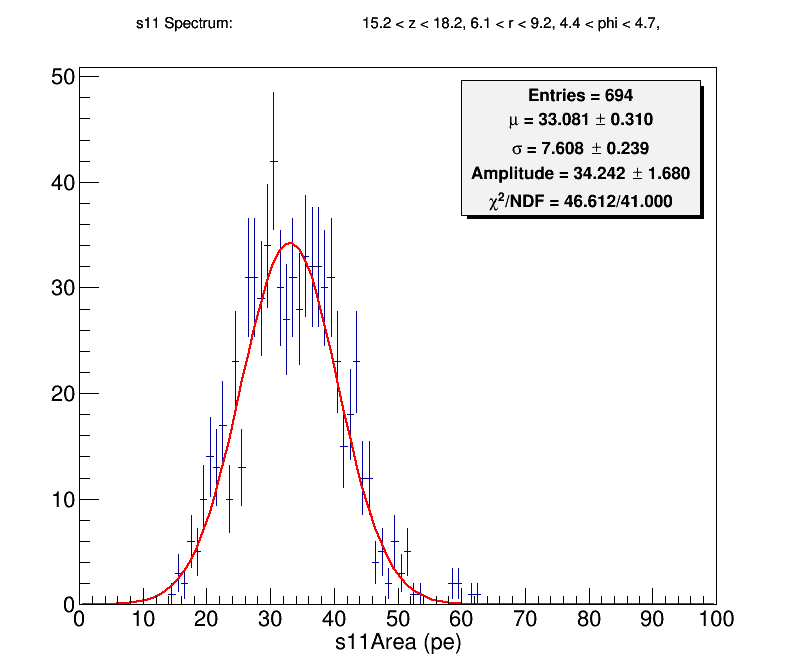 s11 Spectrum: 15.2 < z < 18.2, 6.1 < r < 9.2, 4.4 < phi < 4.7,
Entries = 694
μ = 33.081 ± 0.310
σ = 7.608 ± 0.239
Amplitude = 34.242 ± 1.680
χ²/NDF = 46.612/41.000
50
40
30
20
10
0
0 10 20 30 40 50 60 70 80 90 100
s11Area (pe)